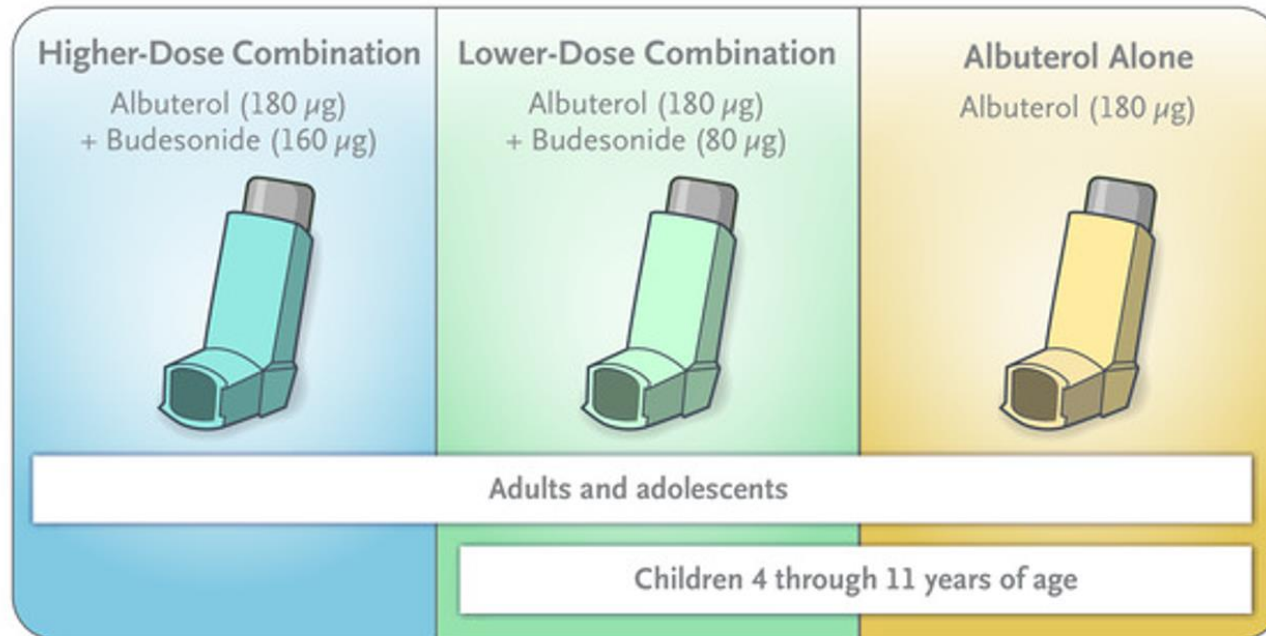 Higher-Dose Combination
Albuterol (180 µg)
+ Budesonide (160 µg)
Lower-Dose Combination
Albuterol (180 µg)
+ Budesonide (80 µg)
Albuterol Alone
Albuterol (180 µg)
Adults and adolescents
Children 4 through 11 years of age